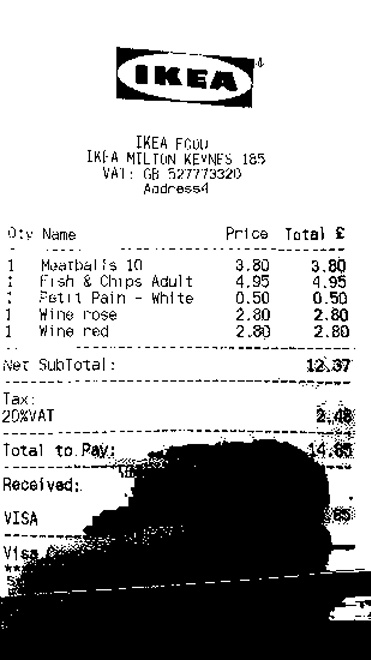 IKEA
IKEA FOOD
IKEA MILTON KEYNES 185
VAT: GB 527773320
Address4
Qty Name Price Total £
1 Meatballs 10 3.80 3.80
1 Fish & Chips Adult 4.95 4.95
1 Petit Pain - White 0.50 0.50
1 Wine rose 2.80 2.80
1 Wine red 2.80 2.80
Net SubTotal: 12.37
Tax:
20%VAT 2.48
Total to Pay: 14.85
Received:
VISA 85
Visa